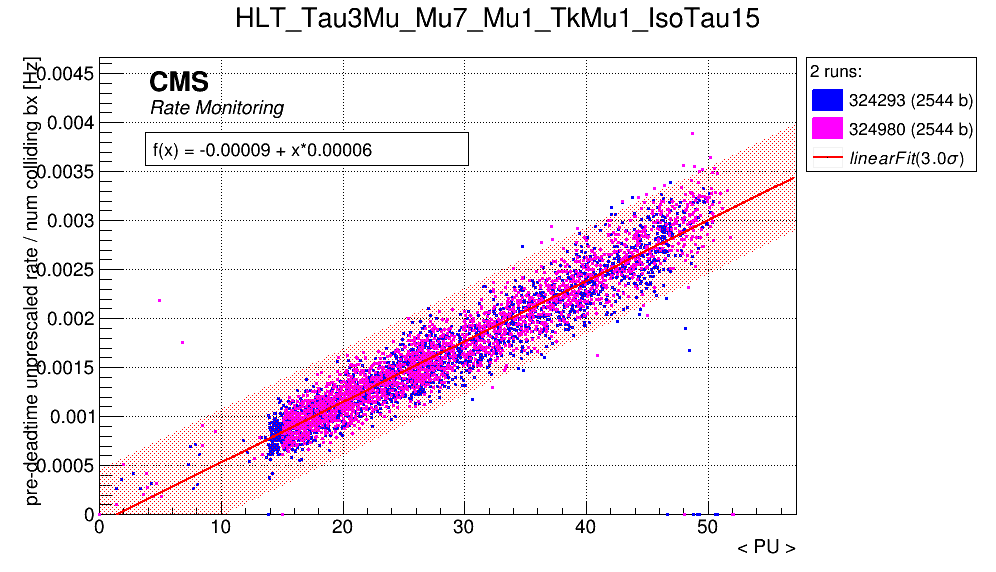 HLT_Tau3Mu_Mu7_Mu1_TkMu1_IsoTau15
pre-deadtime unprescaled rate / num colliding bx [Hz]
CMS
Rate Monitoring
f(x) = -0.00009 + x*0.00006
2 runs:
324293 (2544 b)
324980 (2544 b)
linearFit(3.0σ)
0.0045
0.004
0.0035
0.003
0.0025
0.002
0.0015
0.001
0.0005
0
0 10 20 30 40 50
< PU >